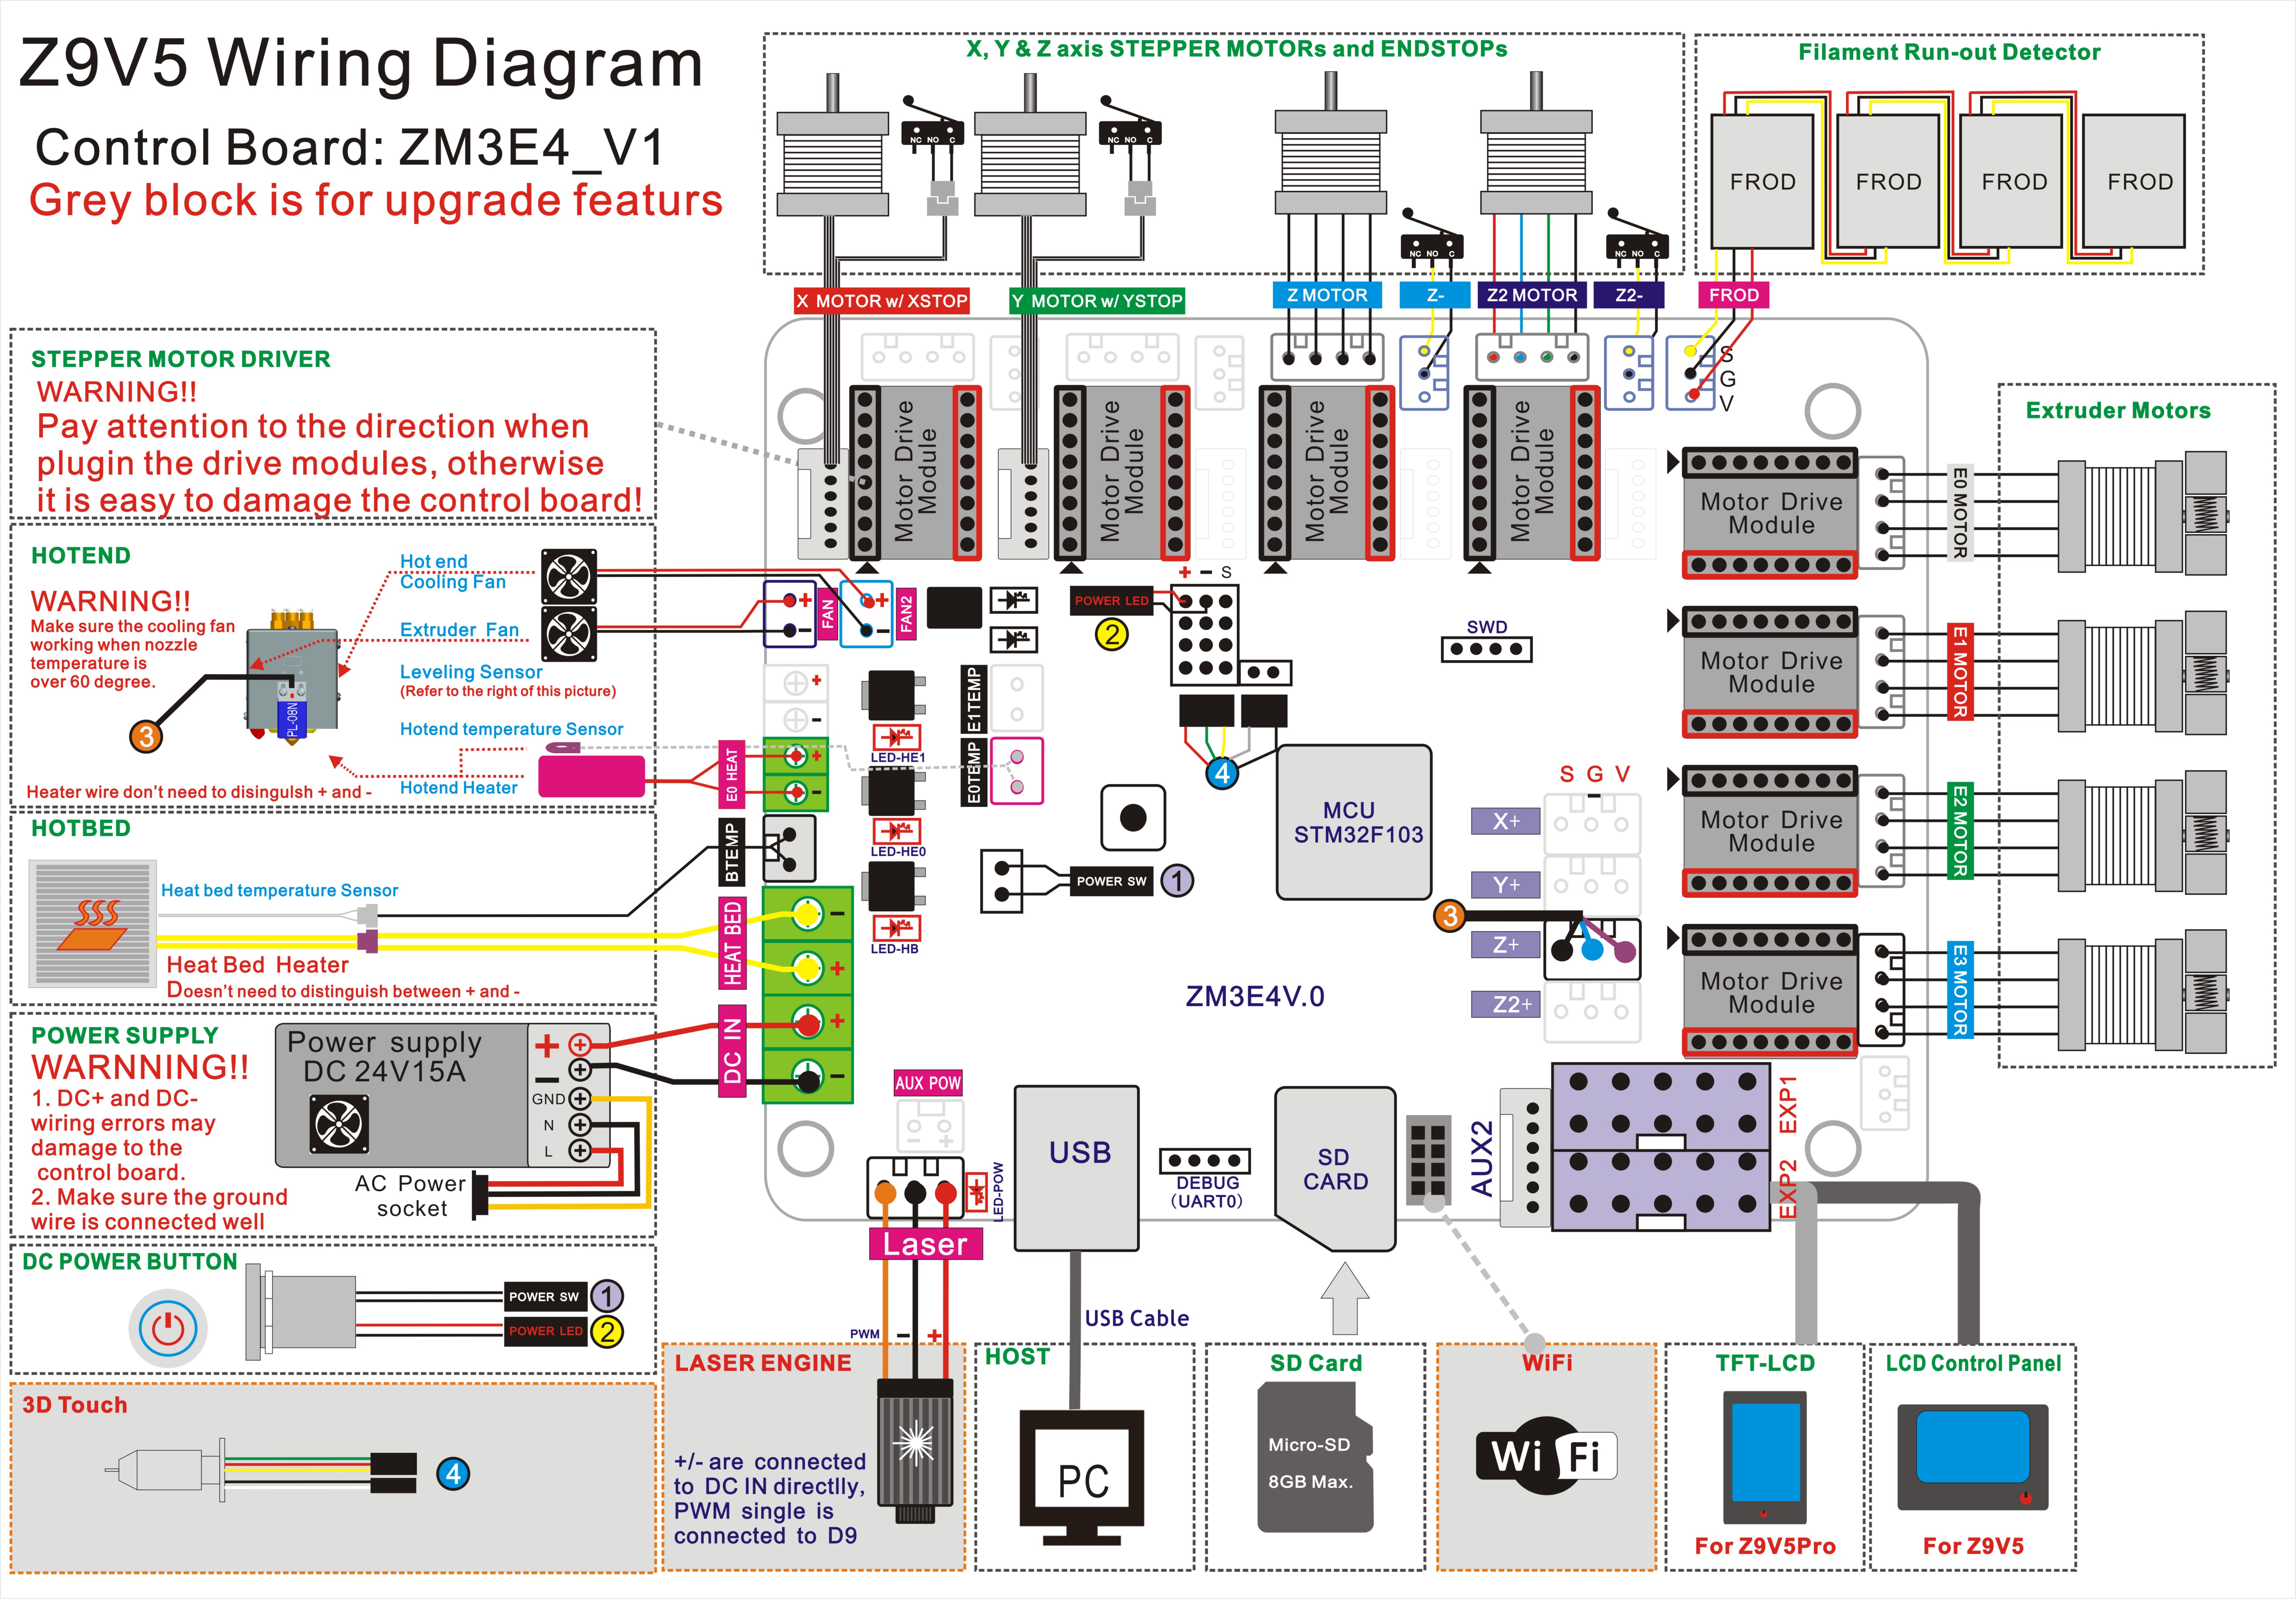 Z9V5 Wiring Diagram
Control Board: ZM3E4_V1
Grey block is for upgrade featurs
X, Y & Z axis STEPPER MOTORs and ENDSTOPs
NC NO C
NC NO C
NC NO C
NC NO C
X MOTOR w/ XSTOP
Y MOTOR w/ YSTOP
Z MOTOR
Z-
Z2 MOTOR
Z2-
Filament Run-out Detector
FROD
FROD
FROD
FROD
FROD
S
G
V
STEPPER MOTOR DRIVER
WARNING!!
Pay attention to the direction when
plugin the drive modules, otherwise
it is easy to damage the control board!
Motor Drive
Module
Motor Drive
Module
Motor Drive
Module
Motor Drive
Module
Extruder Motors
Motor Drive
Module
E0 MOTOR
Motor Drive
Module
E1 MOTOR
Motor Drive
Module
E2 MOTOR
Motor Drive
Module
E3 MOTOR
HOTEND
WARNING!!
Make sure the cooling fan
working when nozzle
temperature is
over 60 degree.
Hot end
Cooling Fan
Extruder Fan
Leveling Sensor
(Refer to the right of this picture)
Hotend temperature Sensor
Hotend Heater
PL-08N
3
Heater wire don't need to disingulsh + and -
+
-
FAN
+
-
FAN2
+
-
E0 HEAT
+
-
LED-HE1
LED-HE0
LED-HB
E1TEMP
E0TEMP
POWER LED
2
+ - S
4
SWD
MCU
STM32F103
POWER SW
1
S G V
X+
Y+
3
Z+
Z2+
ZM3E4V.0
HOTBED
Heat bed temperature Sensor
Heat Bed Heater
Doesn't need to distinguish between + and -
BTEMP
HEAT BED
-
+
DC IN
+
-
POWER SUPPLY
WARNNING!!
1. DC+ and DC-
wiring errors may
damage to the
control board.
2. Make sure the ground
wire is connected well
Power supply
DC 24V15A
+
-
GND
N
L
AC Power
socket
AUX POW
- +
LED-POW
Laser
USB
DEBUG
(UART0)
SD
CARD
AUX2
EXP1
EXP2
DC POWER BUTTON
POWER SW
1
POWER LED
2
3D Touch
4
PWM - +
LASER ENGINE
+/- are connected
to DC IN directlly,
PWM single is
connected to D9
USB Cable
HOST
PC
SD Card
Micro-SD
8GB Max.
WiFi
Wi Fi
TFT-LCD
For Z9V5Pro
LCD Control Panel
For Z9V5